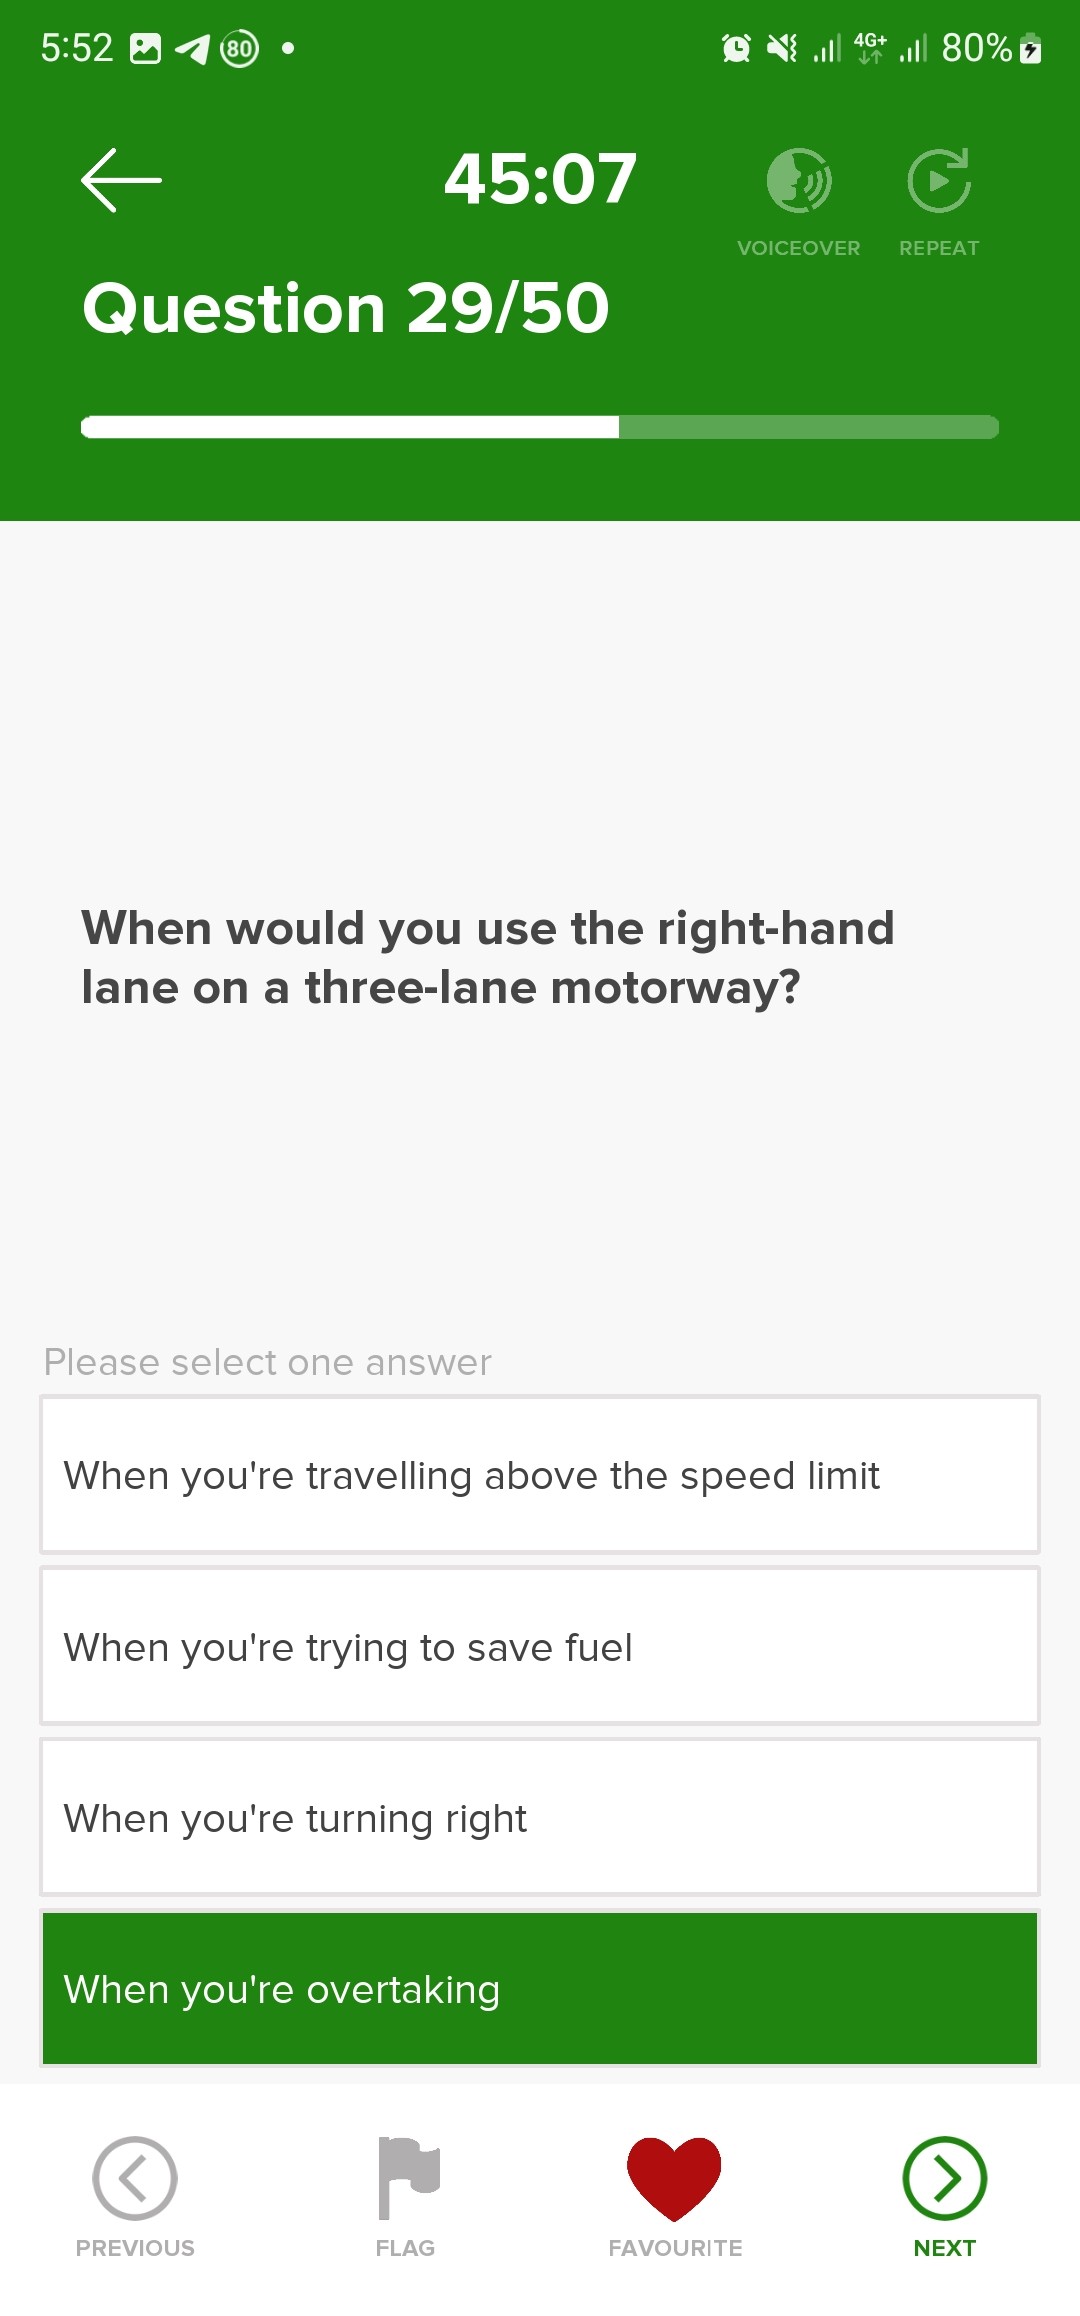 5:52 80 4G+ 80%
45:07
VOICEOVER REPEAT
Question 29/50
When would you use the right-hand
lane on a three-lane motorway?
Please select one answer
When you're travelling above the speed limit
When you're trying to save fuel
When you're turning right
When you're overtaking
PREVIOUS FLAG FAVOURITE NEXT